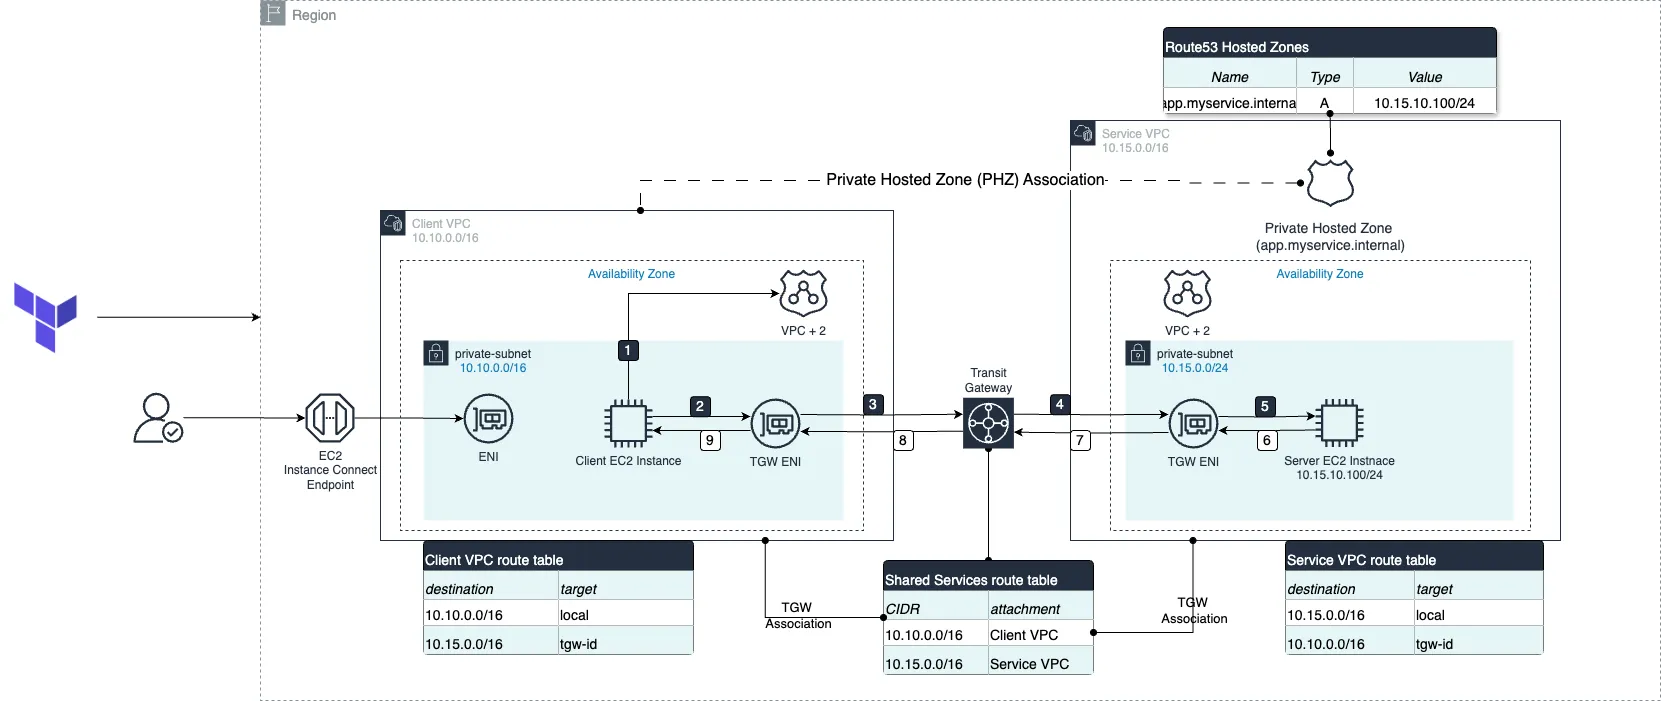 Region
Route53 Hosted Zones
Name Type Value
app.myservice.interna A 10.15.10.100/24
Service VPC
10.15.0.0/16
Private Hosted Zone (PHZ) Association
Private Hosted Zone
(app.myservice.internal)
Client VPC
10.10.0.0/16
Availability Zone
VPC + 2
private-subnet
10.10.0.0/16
1
2
3
9
8
ENI
Client EC2 Instance
TGW ENI
EC2
Instance Connect
Endpoint
Transit
Gateway
Availability Zone
VPC + 2
private-subnet
10.15.0.0/24
4
5
7
6
TGW ENI
Server EC2 Instnace
10.15.10.100/24
Client VPC route table
destination target
10.10.0.0/16 local
10.15.0.0/16 tgw-id
TGW
Association
Shared Services route table
CIDR attachment
10.10.0.0/16 Client VPC
10.15.0.0/16 Service VPC
TGW
Association
Service VPC route table
destination target
10.15.0.0/16 local
10.10.0.0/16 tgw-id